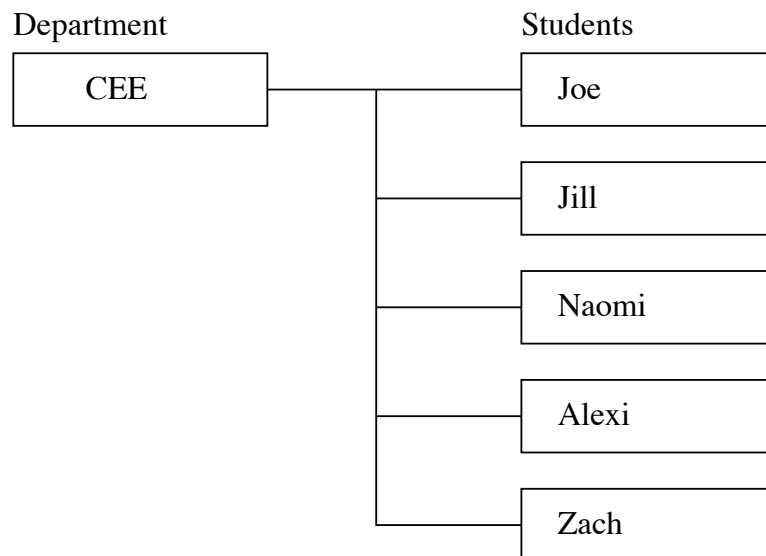 Department
Students
CEE
Joe
Jill
Naomi
Alexi
Zach